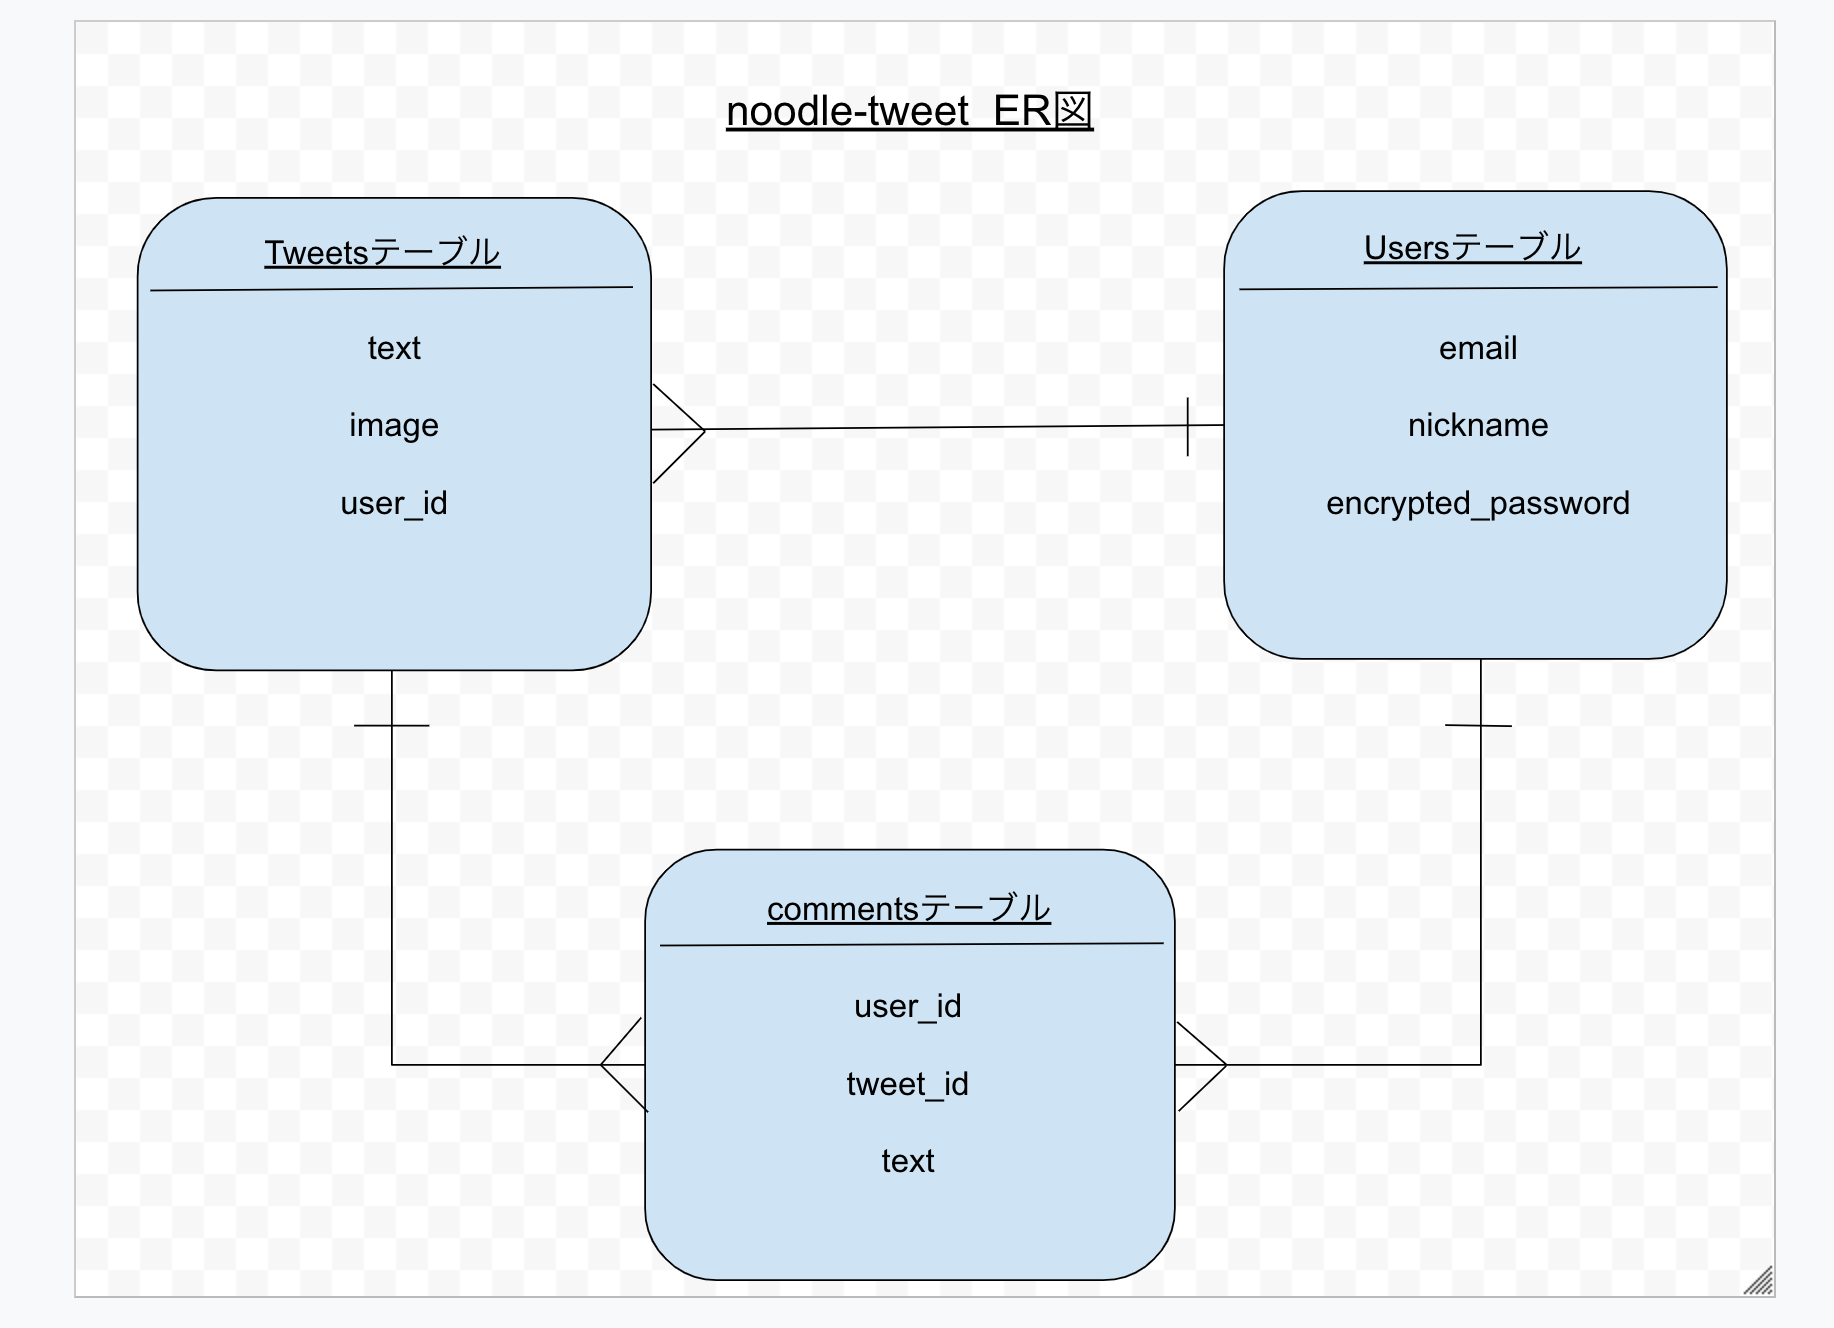 noodle-tweet ER図
Tweetsテーブル
text
image
user_id
Usersテーブル
email
nickname
encrypted_password
commentsテーブル
user_id
tweet_id
text